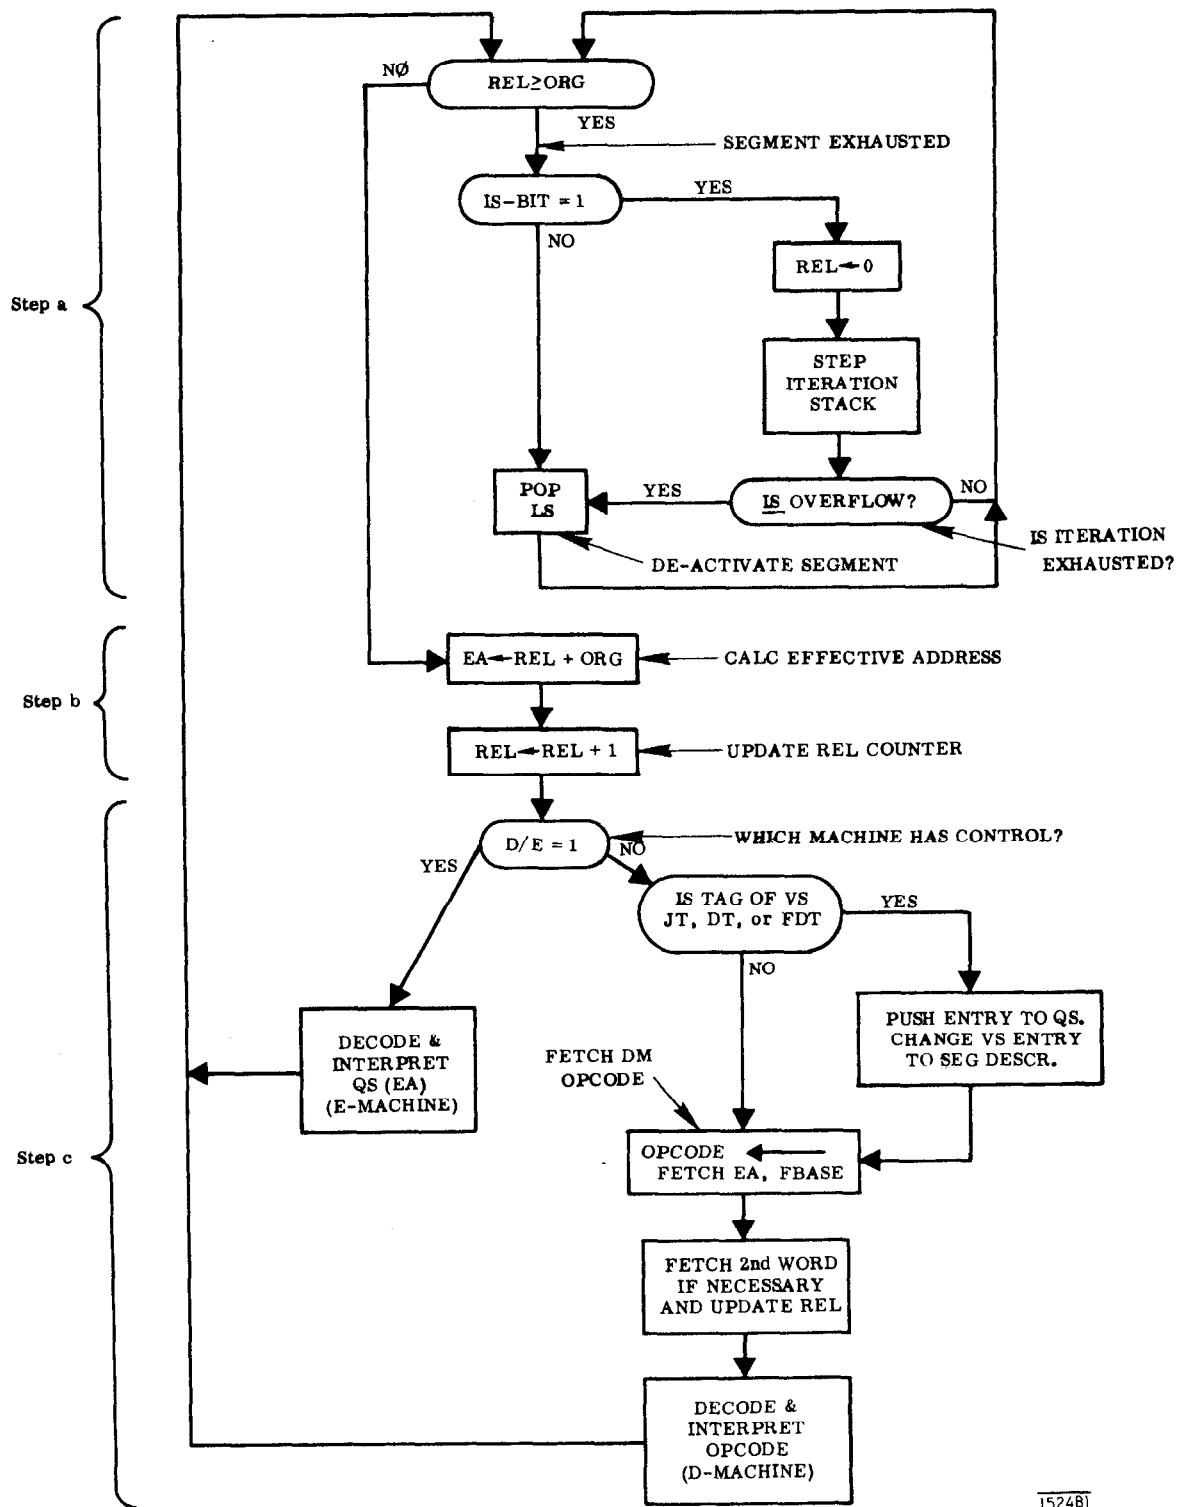 NØ
REL≥ORG
YES
SEGMENT EXHAUSTED
IS-BIT = 1
YES
NO
REL←0
STEP
ITERATION
STACK
Step a
POP
LS
YES
IS OVERFLOW?
NO
IS ITERATION
EXHAUSTED?
DE-ACTIVATE SEGMENT
EA←REL + ORG
CALC EFFECTIVE ADDRESS
Step b
REL←REL + 1
UPDATE REL COUNTER
D/E = 1
WHICH MACHINE HAS CONTROL?
NO
YES
IS TAG OF VS
JT, DT, or FDT
YES
NO
DECODE &
INTERPRET
QS (EA)
(E-MACHINE)
PUSH ENTRY TO QS.
CHANGE VS ENTRY
TO SEG DESCR.
FETCH DM
OPCODE
Step c
OPCODE ←
FETCH EA, FBASE
FETCH 2nd WORD
IF NECESSARY
AND UPDATE REL
DECODE &
INTERPRET
OPCODE
(D-MACHINE)
1524B1